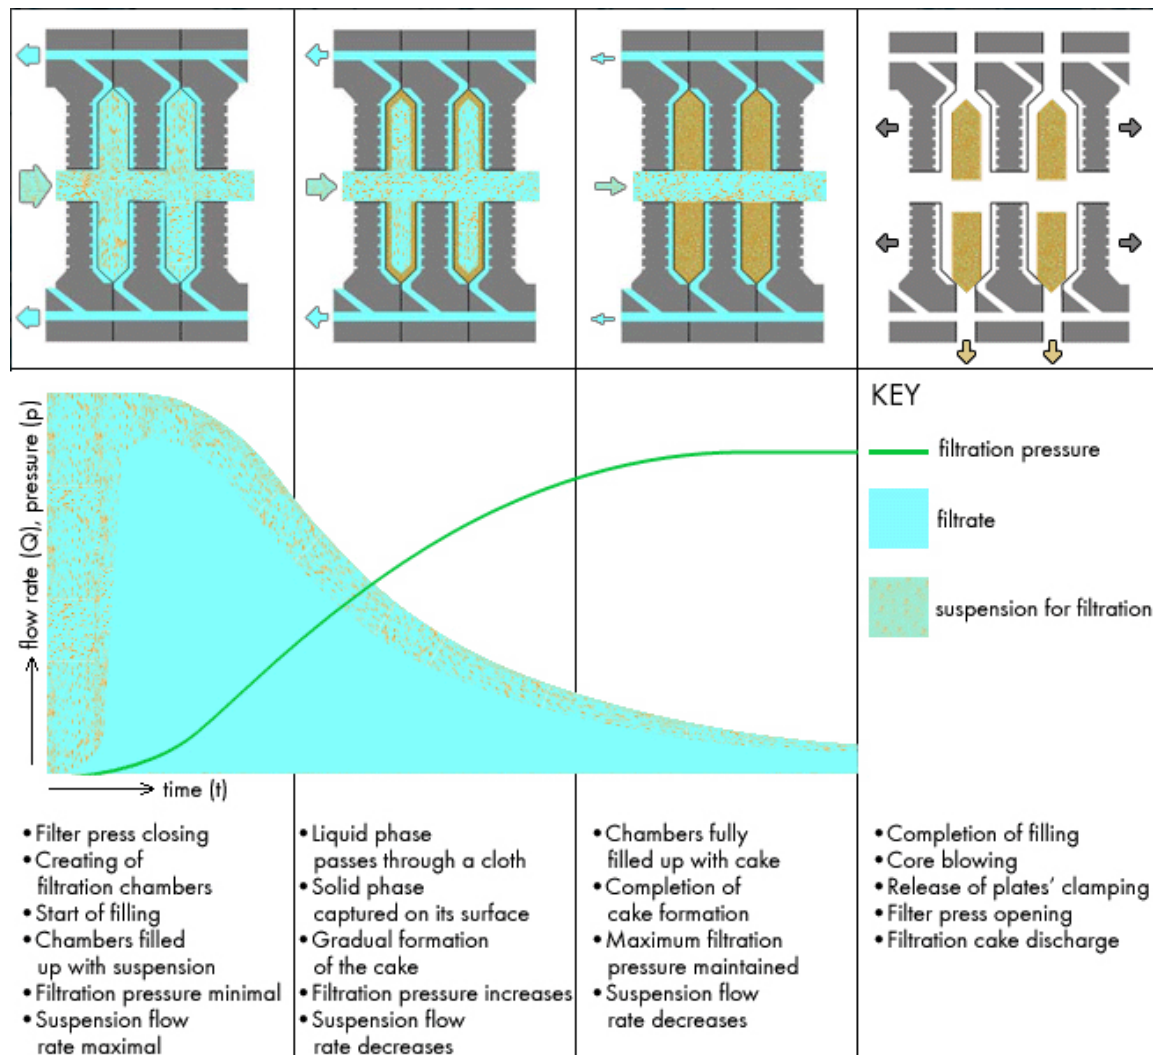 KEY
filtration pressure
filtrate
suspension for filtration
flow rate (Q), pressure (p)
time (t)
•Filter press closing
•Creating of
filtration chambers
•Start of filling
•Chambers filled
up with suspension
•Filtration pressure minimal
•Suspension flow
rate maximal
•Liquid phase
passes through a cloth
•Solid phase
captured on its surface
•Gradual formation
of the cake
•Filtration pressure increases
•Suspension flow
rate decreases
•Chambers fully
filled up with cake
•Completion of
cake formation
•Maximum filtration
pressure maintained
•Suspension flow
rate decreases
•Completion of filling
•Core blowing
•Release of plates' clamping
•Filter press opening
•Filtration cake discharge